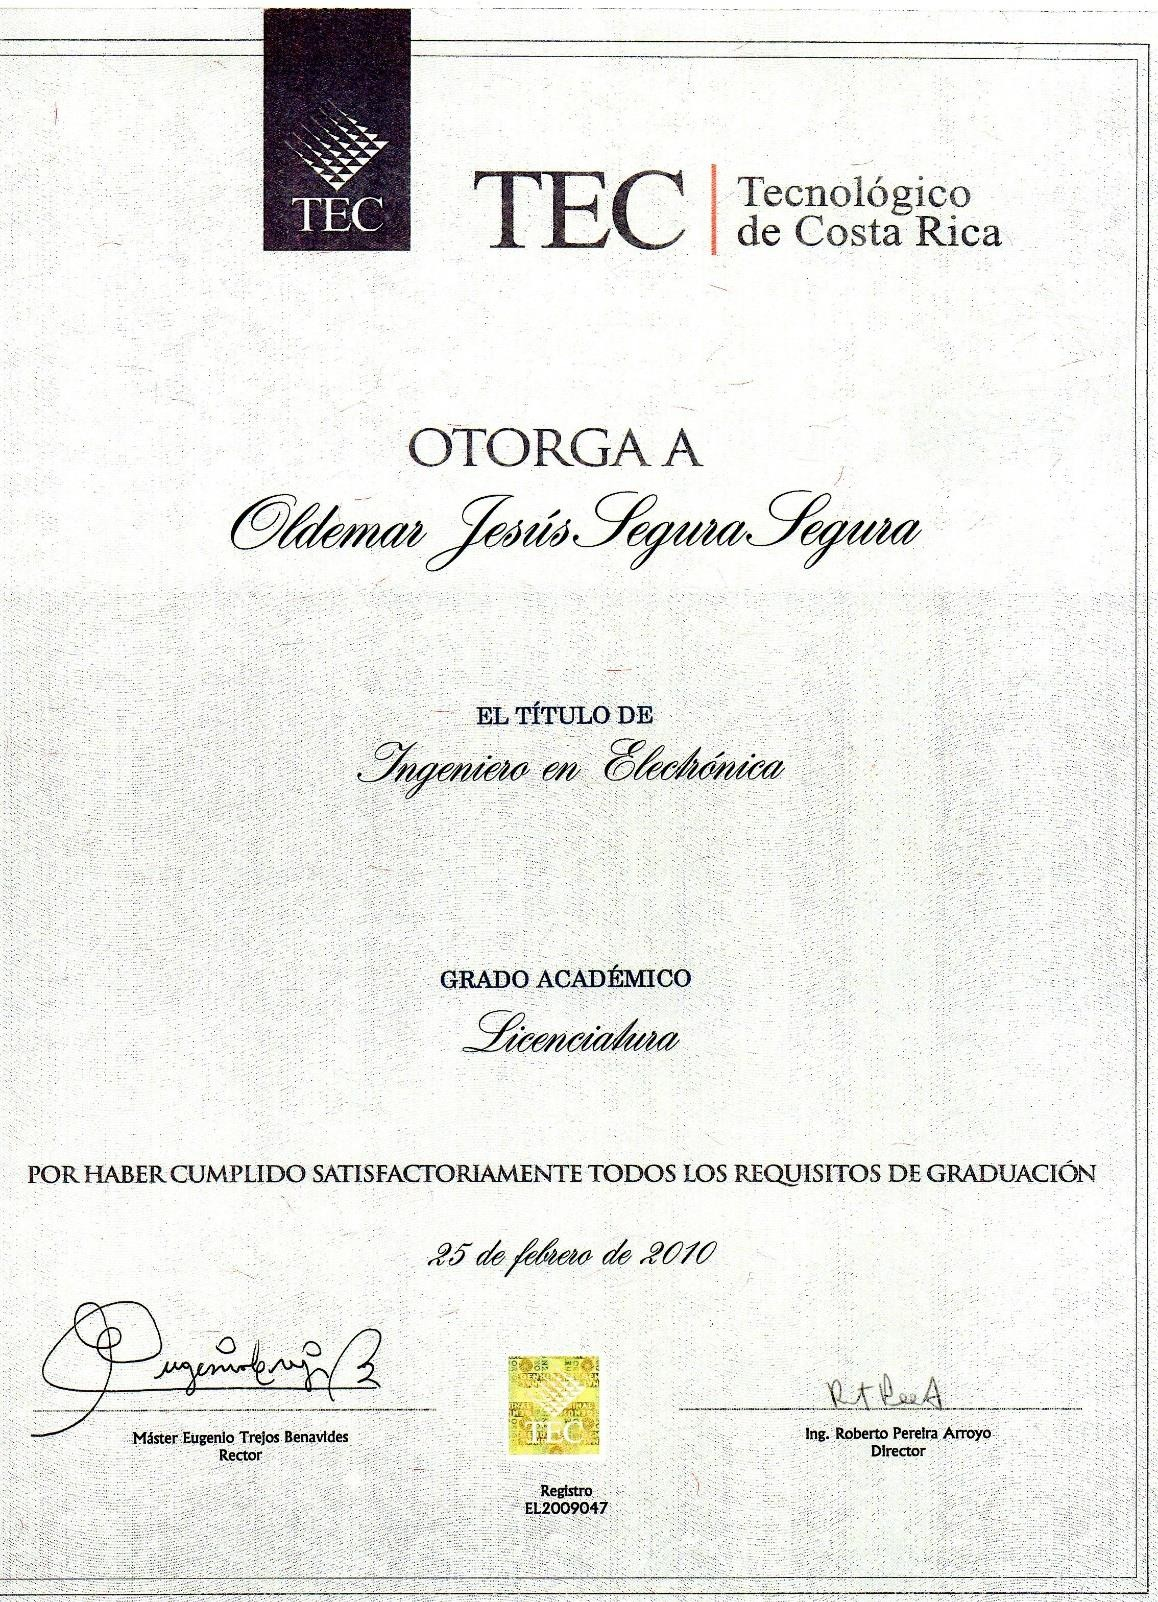 TEC
TEC
Tecnológico
de Costa Rica
OTORGA A
Oldemar Jesús Segura Segura
EL TÍTULO DE
Ingeniero en Electrónica
GRADO ACADÉMICO
Licenciatura
POR HABER CUMPLIDO SATISFACTORIAMENTE TODOS LOS REQUISITOS DE GRADUACIÓN
25 de febrero de 2010
Máster Eugenio Trejos Benavides
Rector
TEC
Ing. Roberto Pereira Arroyo
Director
Registro
EL2009047